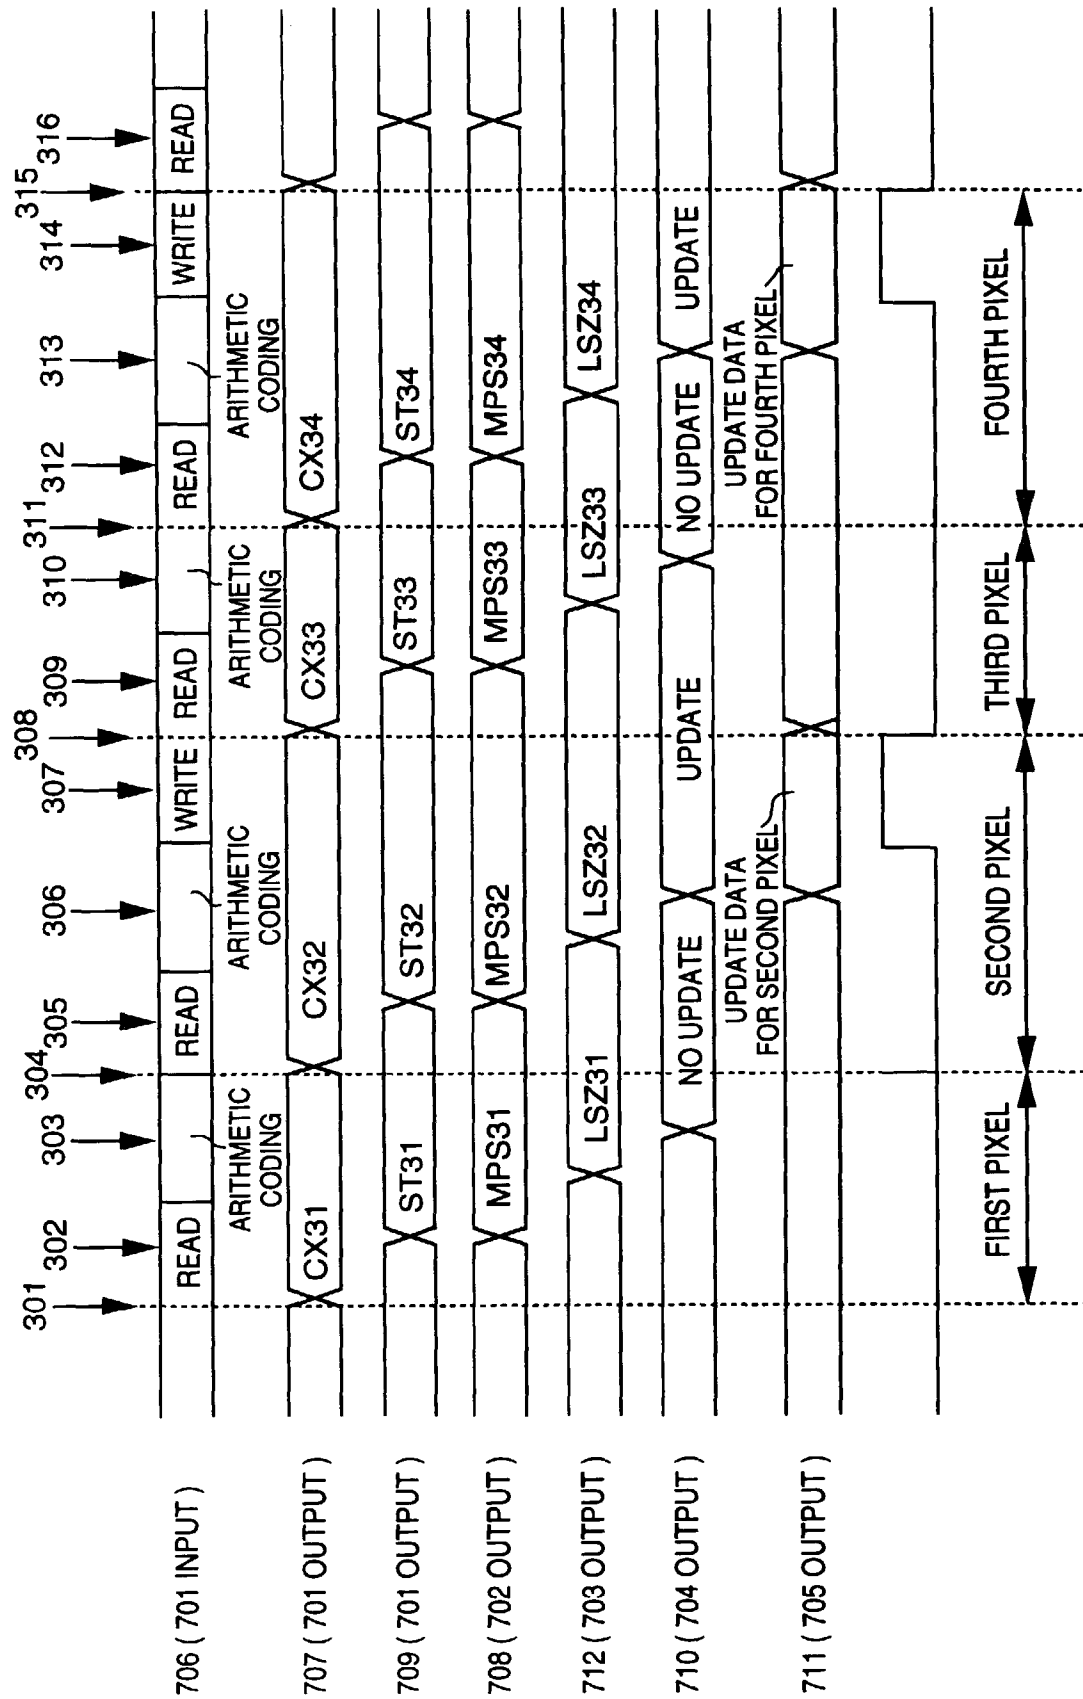 301 302 303 304 305 306 307 308 309 310 311 312 313 314 315 316
706 ( 701 INPUT ) READ READ WRITE READ READ WRITE READ
ARITHMETIC CODING
ARITHMETIC CODING
ARITHMETIC CODING
ARITHMETIC CODING
707 ( 701 OUTPUT ) CX31 CX32 CX33 CX34
709 ( 701 OUTPUT ) ST31 ST32 ST33 ST34
708 ( 702 OUTPUT ) MPS31 MPS32 MPS33 MPS34
712 ( 703 OUTPUT ) LSZ31 LSZ32 LSZ33 LSZ34
710 ( 704 OUTPUT ) NO UPDATE UPDATE NO UPDATE UPDATE
UPDATE DATA
FOR SECOND PIXEL
UPDATE DATA
FOR FOURTH PIXEL
711 ( 705 OUTPUT )
FIRST PIXEL SECOND PIXEL THIRD PIXEL FOURTH PIXEL